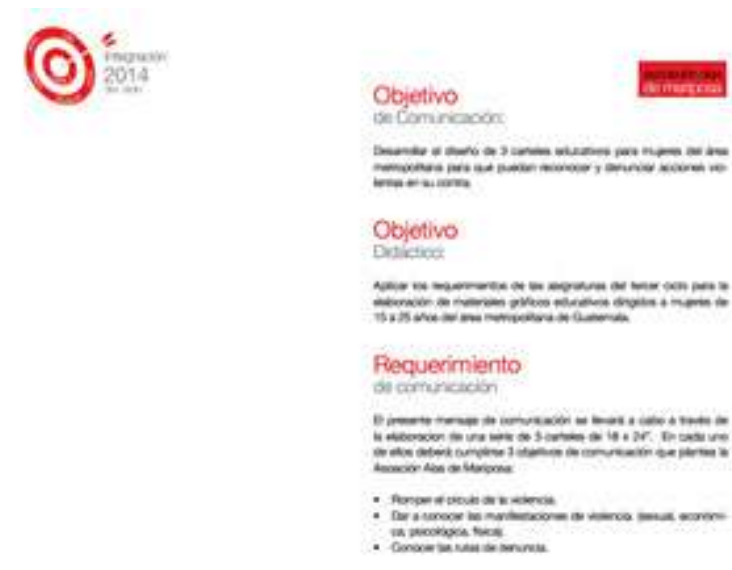 Integración
2014
3er. ciclo
de mariposa
Objetivo
de Comunicación:
Desarrollar el diseño de 3 carteles educativos para mujeres del área
metropolitana para que puedan reconocer y denunciar acciones vio-
lentas en su contra.
Objetivo
Didáctico:
Aplicar los requerimientos de las asignaturas del tercer ciclo para la
elaboración de materiales gráficos educativos dirigidos a mujeres de
15 a 25 años del área metropolitana de Guatemala.
Requerimiento
de comunicación
El presente mensaje de comunicación se llevará a cabo a través de
la elaboracion de una serie de 3 carteles de 18 x 24". En cada uno
de ellos deberá cumplirse 3 objetivos de comunicación que plantea la
Asociación Alas de Mariposa:
• Romper el círculo de la violencia.
• Dar a conocer las manifestaciones de violencia. (sexual, económi-
ca, psicológica, física).
• Conocer las rutas de denuncia.